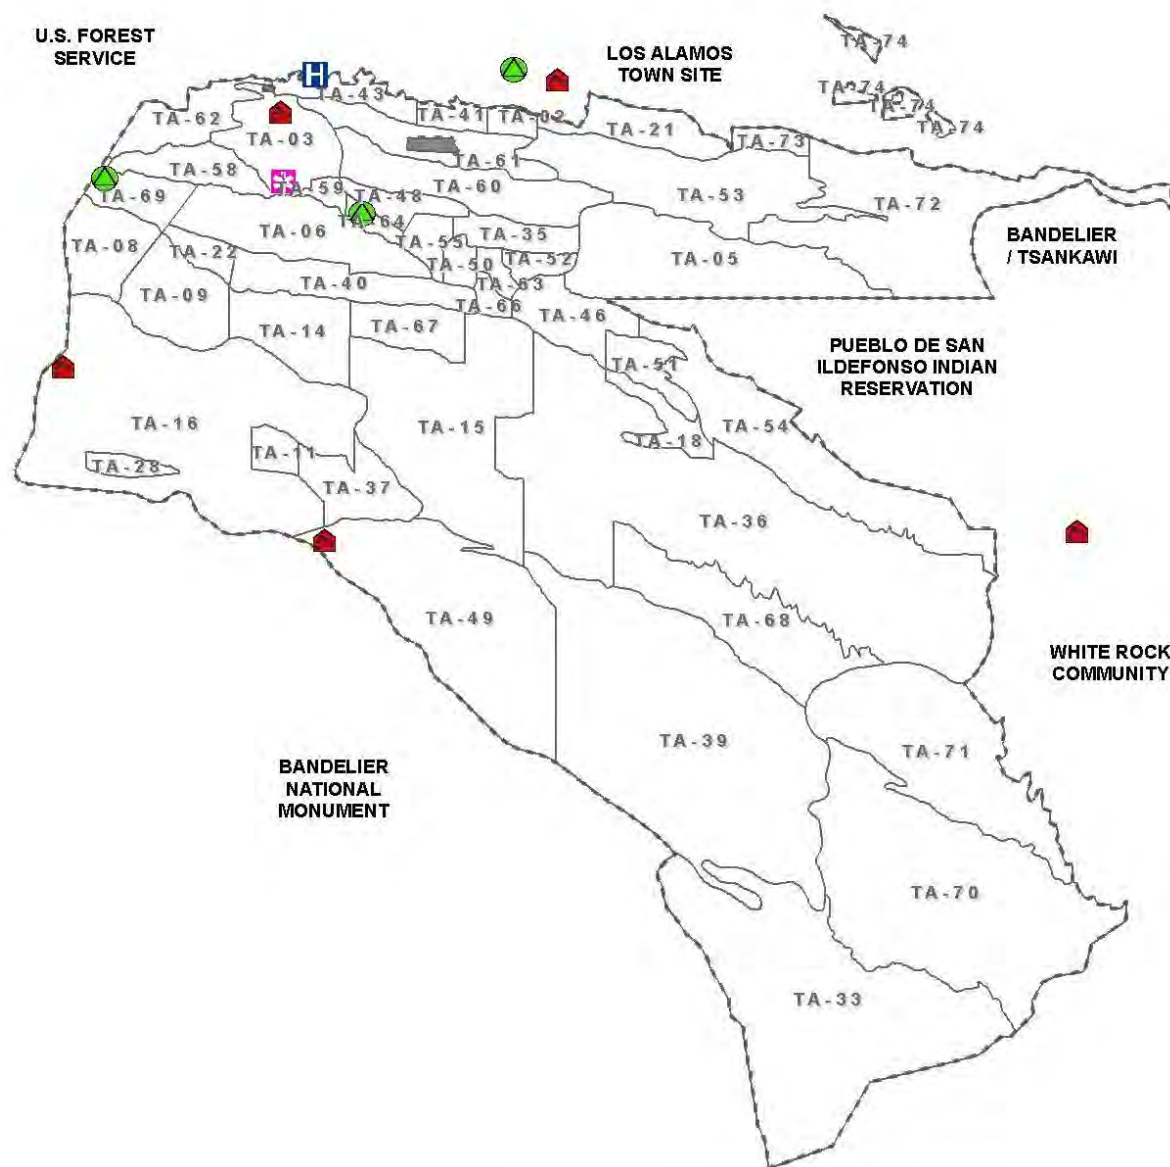 U.S. FOREST
SERVICE
LOS ALAMOS
TOWN SITE
TA-74
H
TA-43
TA-74
TA-74
TA-74
TA-62
TA-41
TA-02
TA-21
TA-03
TA-73
TA-61
TA-58
TA-59
TA-48
TA-60
TA-53
TA-69
TA-72
TA-64
TA-06
TA-35
TA-55
TA-08
TA-22
TA-50
TA-52
TA-05
BANDELIER
/ TSANKAWI
TA-40
TA-63
TA-09
TA-66
TA-46
TA-14
TA-67
PUEBLO DE SAN
ILDEFONSO INDIAN
RESERVATION
TA-51
TA-16
TA-15
TA-54
TA-18
TA-11
TA-28
TA-37
TA-36
TA-49
TA-68
WHITE ROCK
COMMUNITY
TA-39
TA-71
BANDELIER
NATIONAL
MONUMENT
TA-70
TA-33